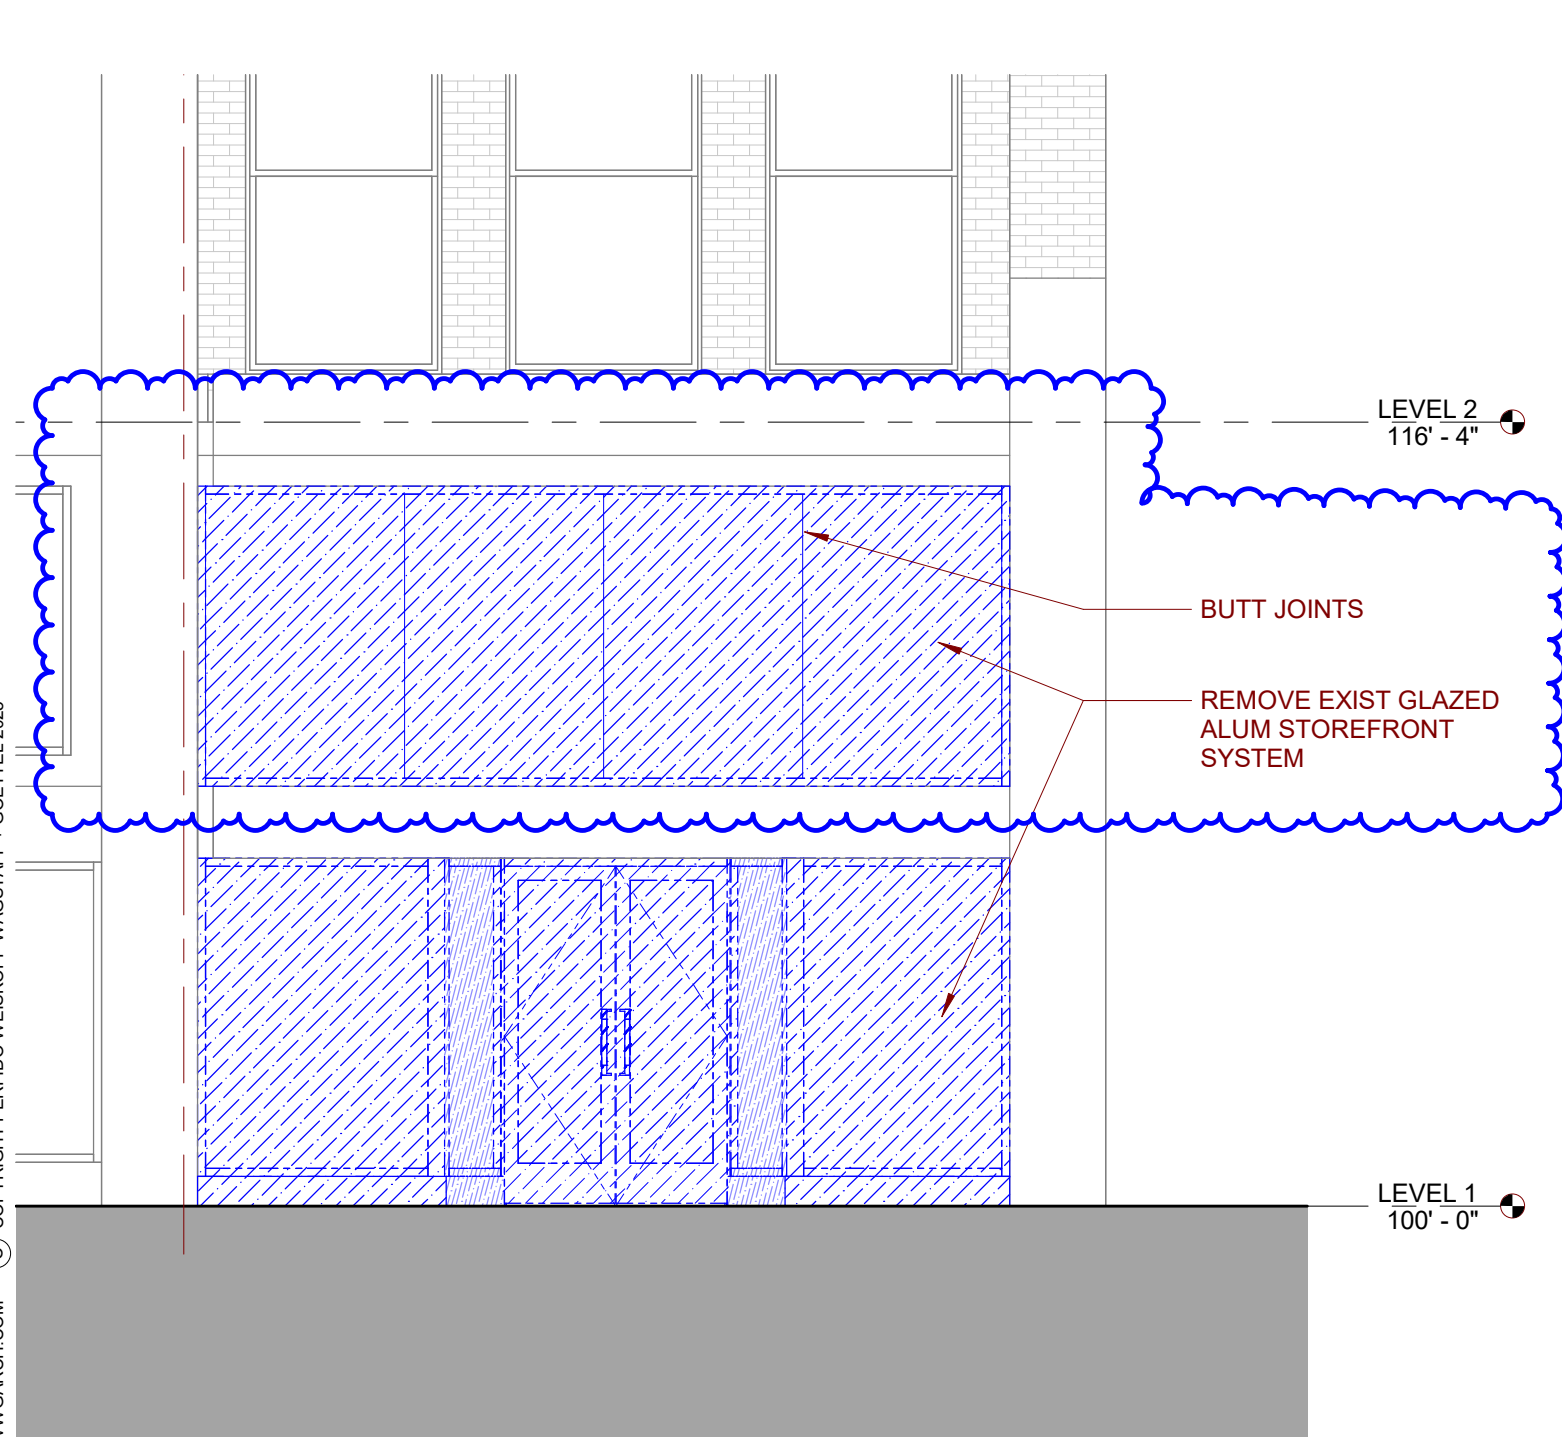 LEVEL 2
116' - 4"
BUTT JOINTS
REMOVE EXIST GLAZED
ALUM STOREFRONT
SYSTEM
LEVEL 1
100' - 0"